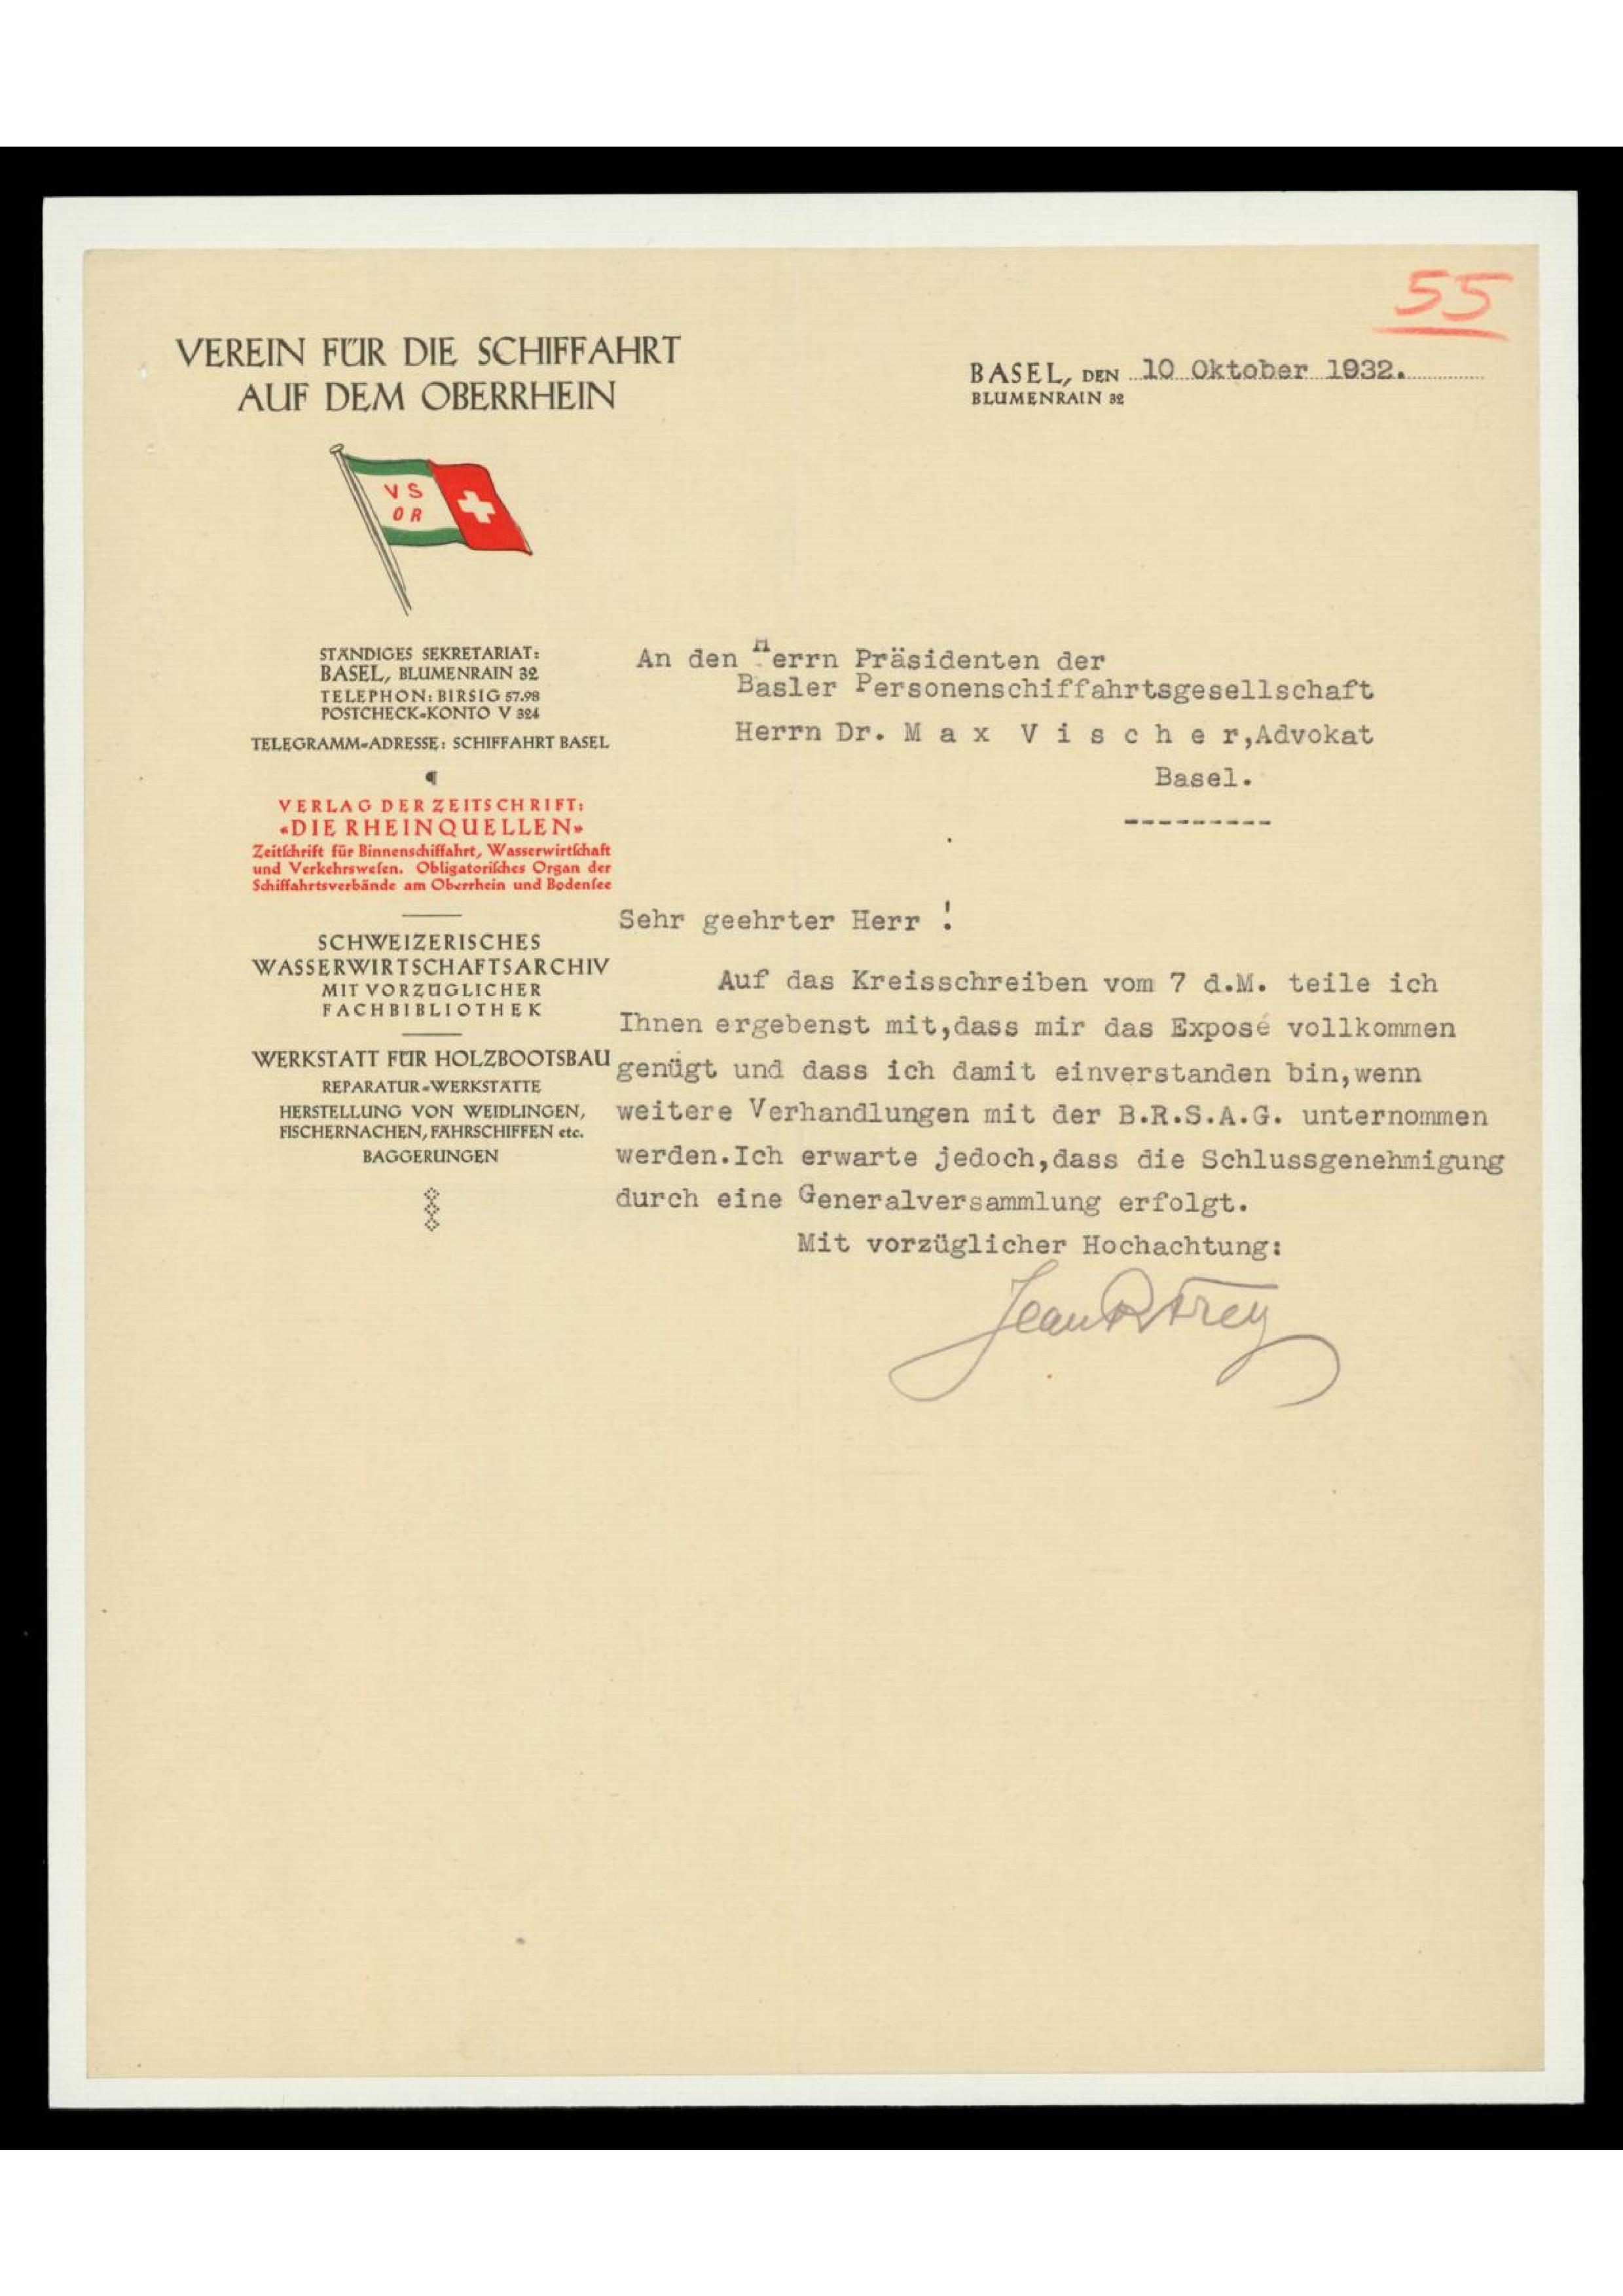 55
VEREIN FÜR DIE SCHIFFAHRT
AUF DEM OBERRHEIN
BASEL, DEN 10 Oktober 1932.
BLUMENRAIN 32
V S
O R
STÄNDIGES SEKRETARIAT:
BASEL, BLUMENRAIN 32
TELEPHON: BIRSIG 57.98
POSTCHECK-KONTO V 324
TELEGRAMM-ADRESSE: SCHIFFAHRT BASEL
VERLAG DER ZEITSCHRIFT:
«DIE RHEINQUELLEN»
Zeitſchrift für Binnenschiffahrt, Wasserwirtſchaft
und Verkehrsweſen. Obligatoriſches Organ der
Schiffahrtsverbände am Oberrhein und Bodenſee
SCHWEIZERISCHES
WASSERWIRTSCHAFTSARCHIV
MIT VORZÜGLICHER
FACHBIBLIOTHEK
WERKSTATT FÜR HOLZBOOTSBAU
REPARATUR-WERKSTÄTTE
HERSTELLUNG VON WEIDLINGEN,
FISCHERNACHEN, FÄHRSCHIFFEN etc.
BAGGERUNGEN
An den Herrn Präsidenten der
Basler Personenschiffahrtsgesellschaft
Herrn Dr. M a x V i s c h e r,Advokat
Basel.
---------
Sehr geehrter Herr !
Auf das Kreisschreiben vom 7 d.M. teile ich
Ihnen ergebenst mit,dass mir das Exposé vollkommen
genügt und dass ich damit einverstanden bin,wenn
weitere Verhandlungen mit der B.R.S.A.G. unternommen
werden.Ich erwarte jedoch,dass die Schlussgenehmigung
durch eine Generalversammlung erfolgt.
Mit vorzüglicher Hochachtung:
Jean R Frey